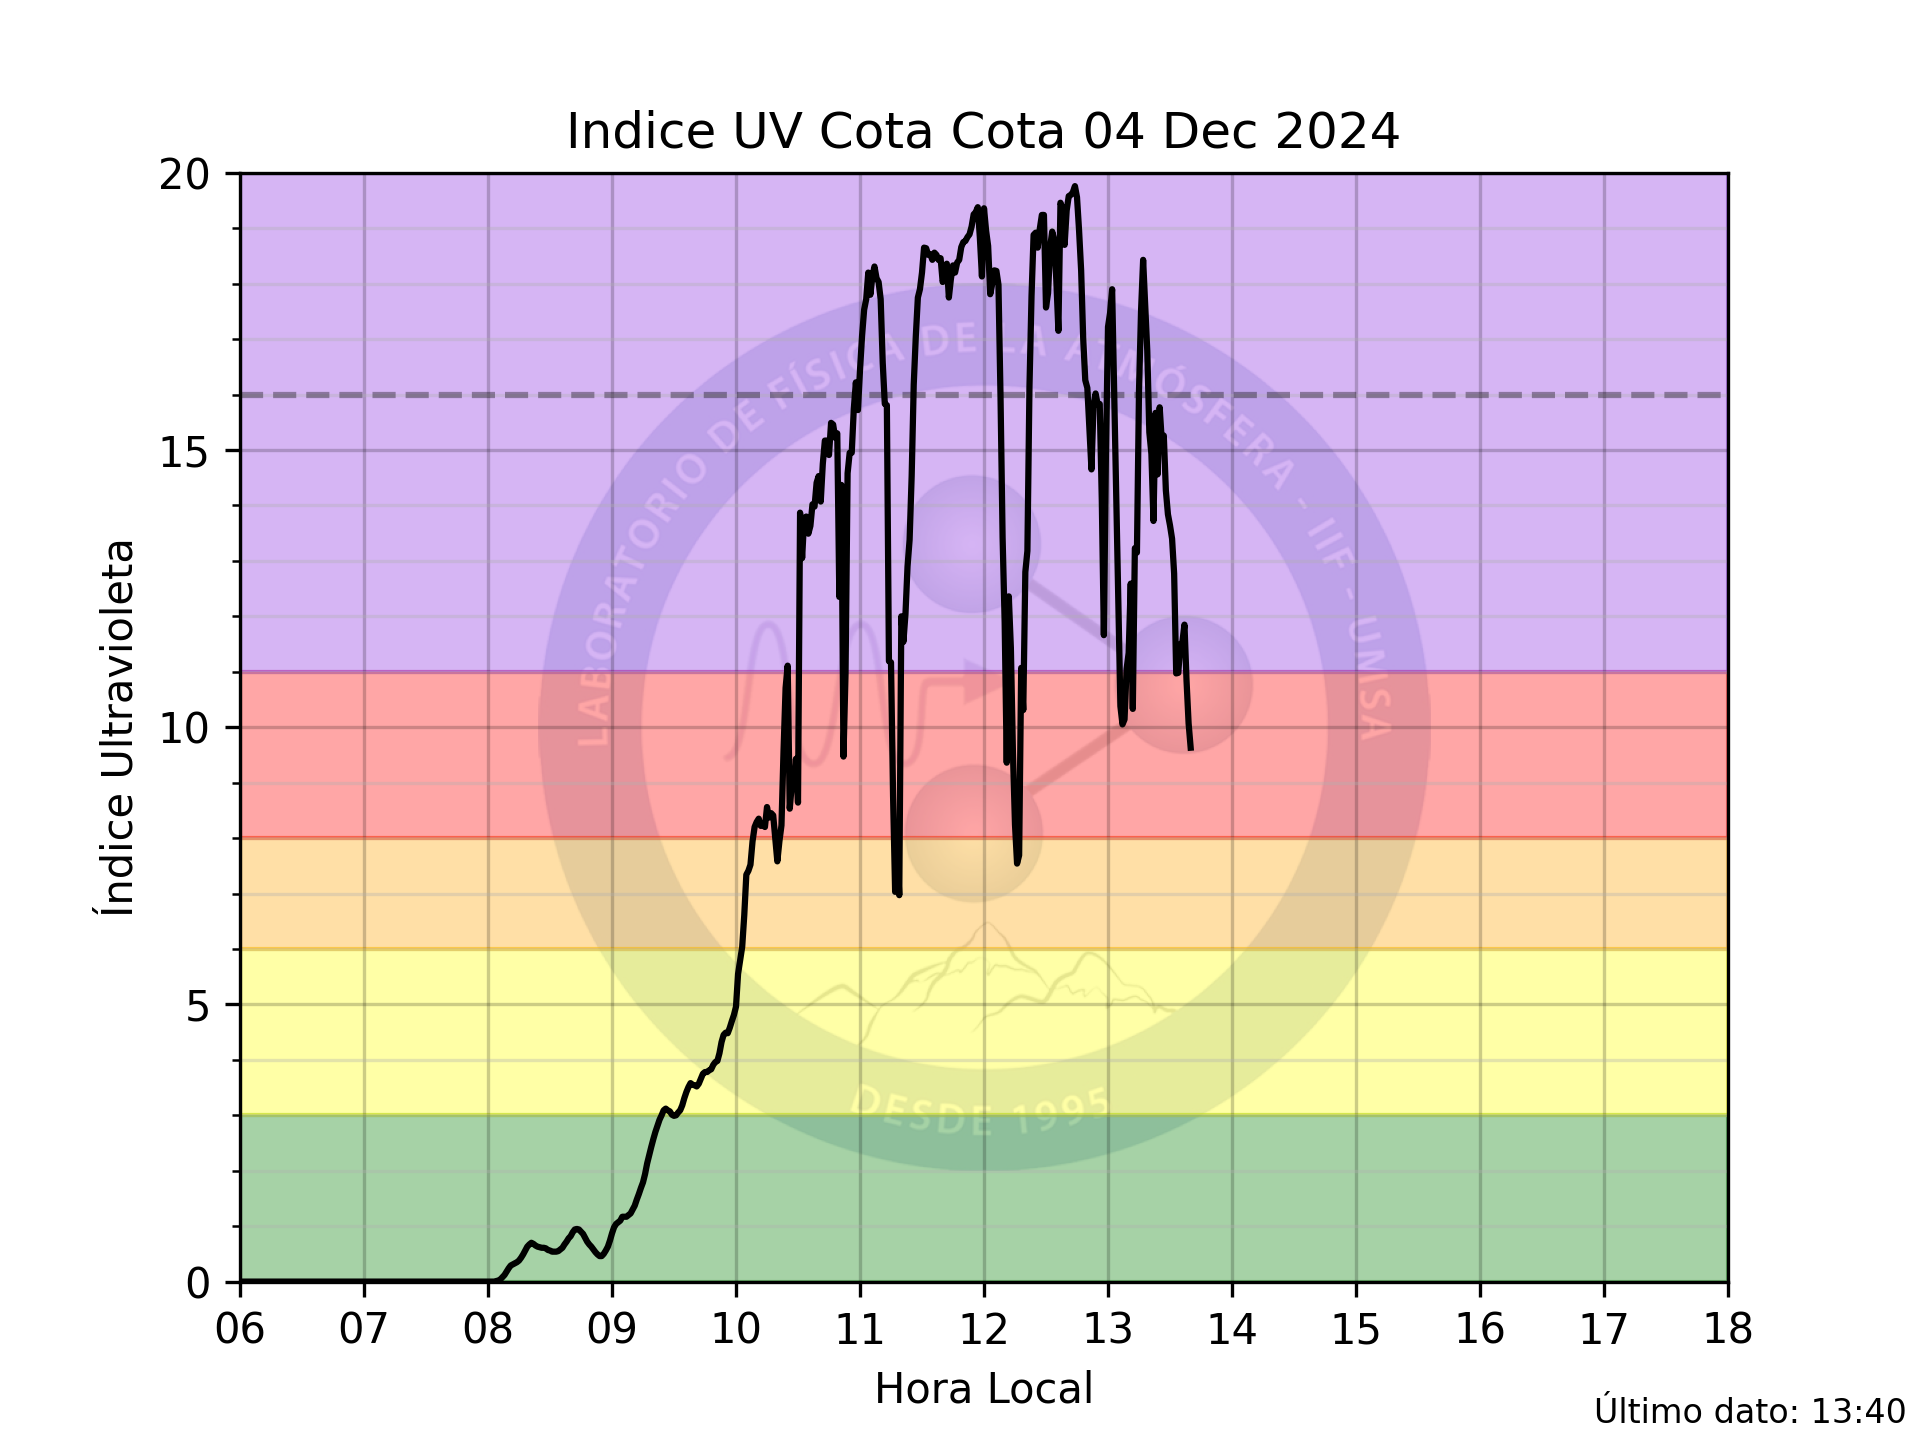 Indice UV Cota Cota 04 Dec 2024
20
15
10
5
0
Índice Ultravioleta
LABORATORIO DE FÍSICA DE LA ATMÓSFERA - IIF - UMSA
DESDE 1995
06 07 08 09 10 11 12 13 14 15 16 17 18
Hora Local
Último dato: 13:40